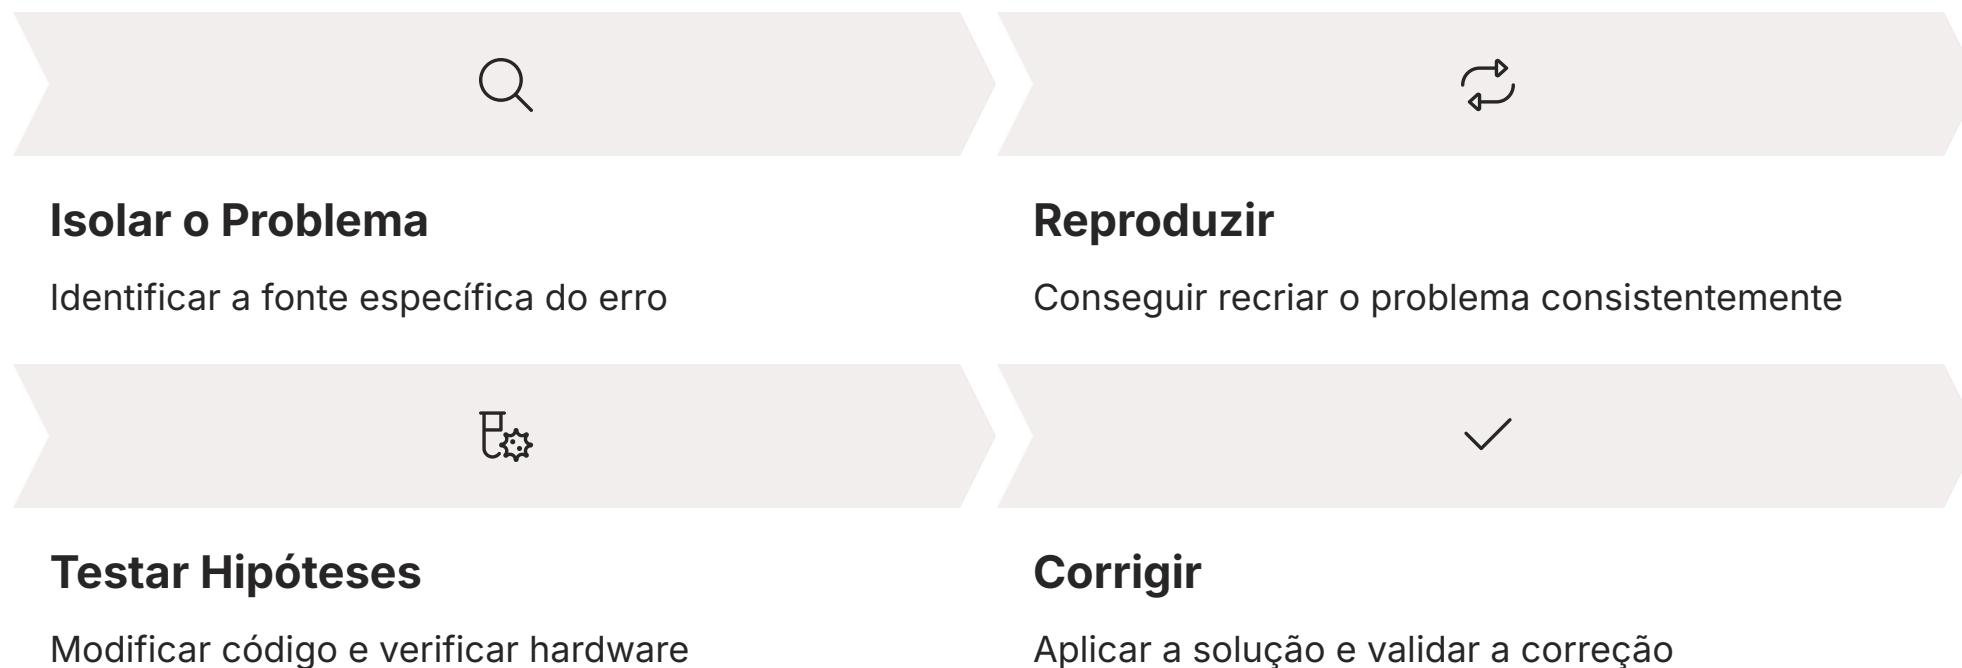 Isolar o Problema
Identificar a fonte específica do erro
Reproduzir
Conseguir recriar o problema consistentemente
Testar Hipóteses
Modificar código e verificar hardware
Corrigir
Aplicar a solução e validar a correção